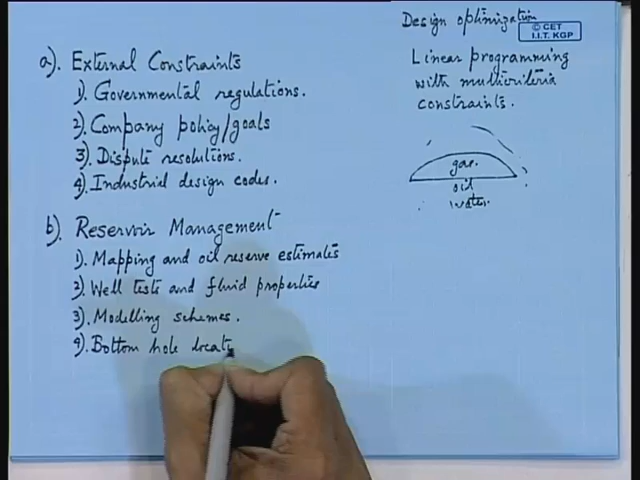 Design optimization
© CET
I.I.T. KGP
a). External Constraints
1). Governmental regulations.
2). Company policy/goals
3). Dispute resolutions.
4). Industrial design codes.
Linear programming
with multicriteria
constraints.
gas.
oil
water.
b). Reservoir Management
1). Mapping and oil reserve estimates
2). Well tests and fluid properties
3). Modelling schemes.
4). Bottom hole locati